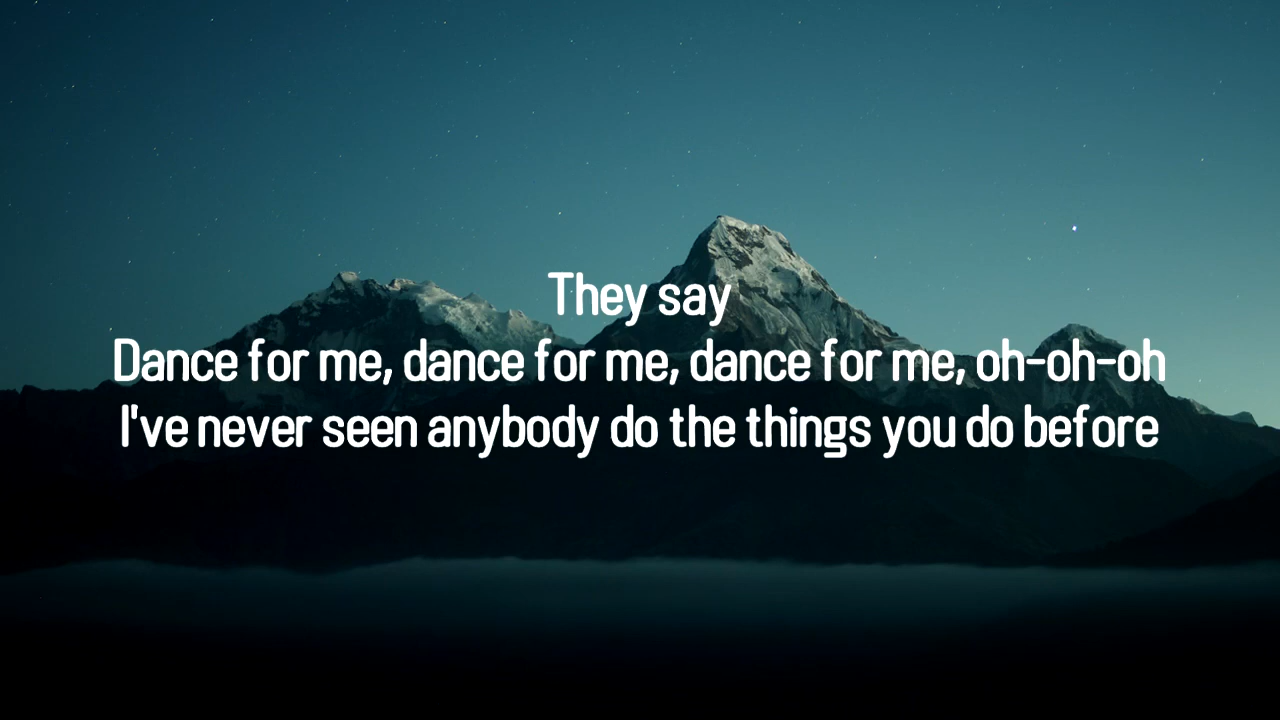 They say
Dance for me, dance for me, dance for me, oh-oh-oh
I've never seen anybody do the things you do before